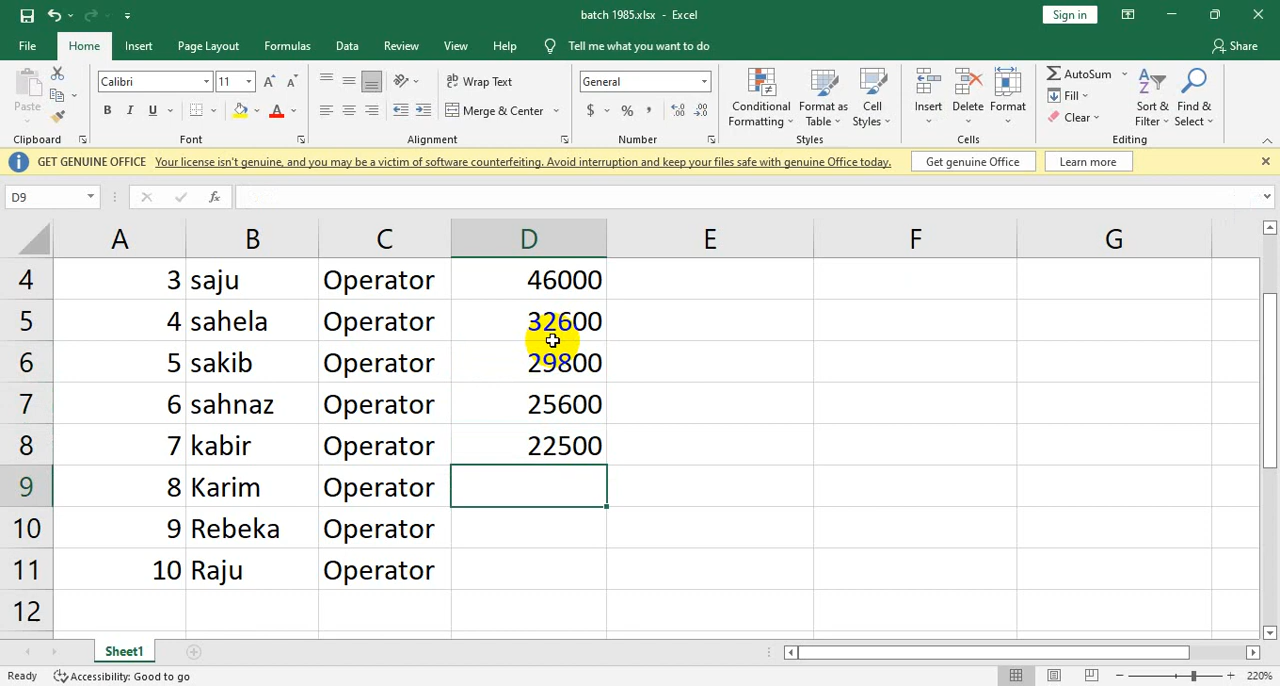 batch 1985.xlsx - Excel
Sign in
File Home Insert Page Layout Formulas Data Review View Help Tell me what you want to do Share
Paste
Clipboard
Calibri 11
B I U
Font
Wrap Text
Merge & Center
Alignment
General
$ % ,
Number
Conditional Formatting
Format as Table
Cell Styles
Styles
Insert Delete Format
Cells
AutoSum
Fill
Clear
Sort & Filter
Find & Select
Editing
GET GENUINE OFFICE Your license isn't genuine, and you may be a victim of software counterfeiting. Avoid interruption and keep your files safe with genuine Office today. Get genuine Office Learn more
D9 fx
A B C D E F G
4 3 saju Operator 46000
5 4 sahela Operator 32600
6 5 sakib Operator 29800
7 6 sahnaz Operator 25600
8 7 kabir Operator 22500
9 8 Karim Operator
10 9 Rebeka Operator
11 10 Raju Operator
12
Sheet1
Ready Accessibility: Good to go 220%